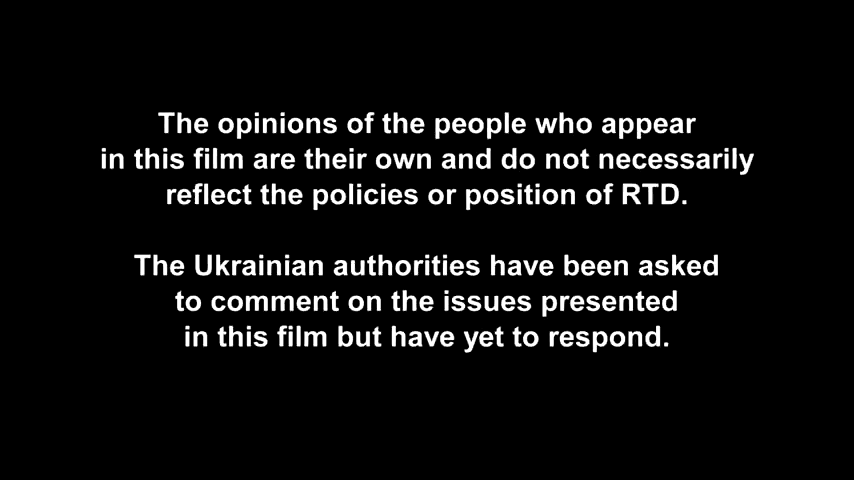 The opinions of the people who appear
in this film are their own and do not necessarily
reflect the policies or position of RTD.
The Ukrainian authorities have been asked
to comment on the issues presented
in this film but have yet to respond.